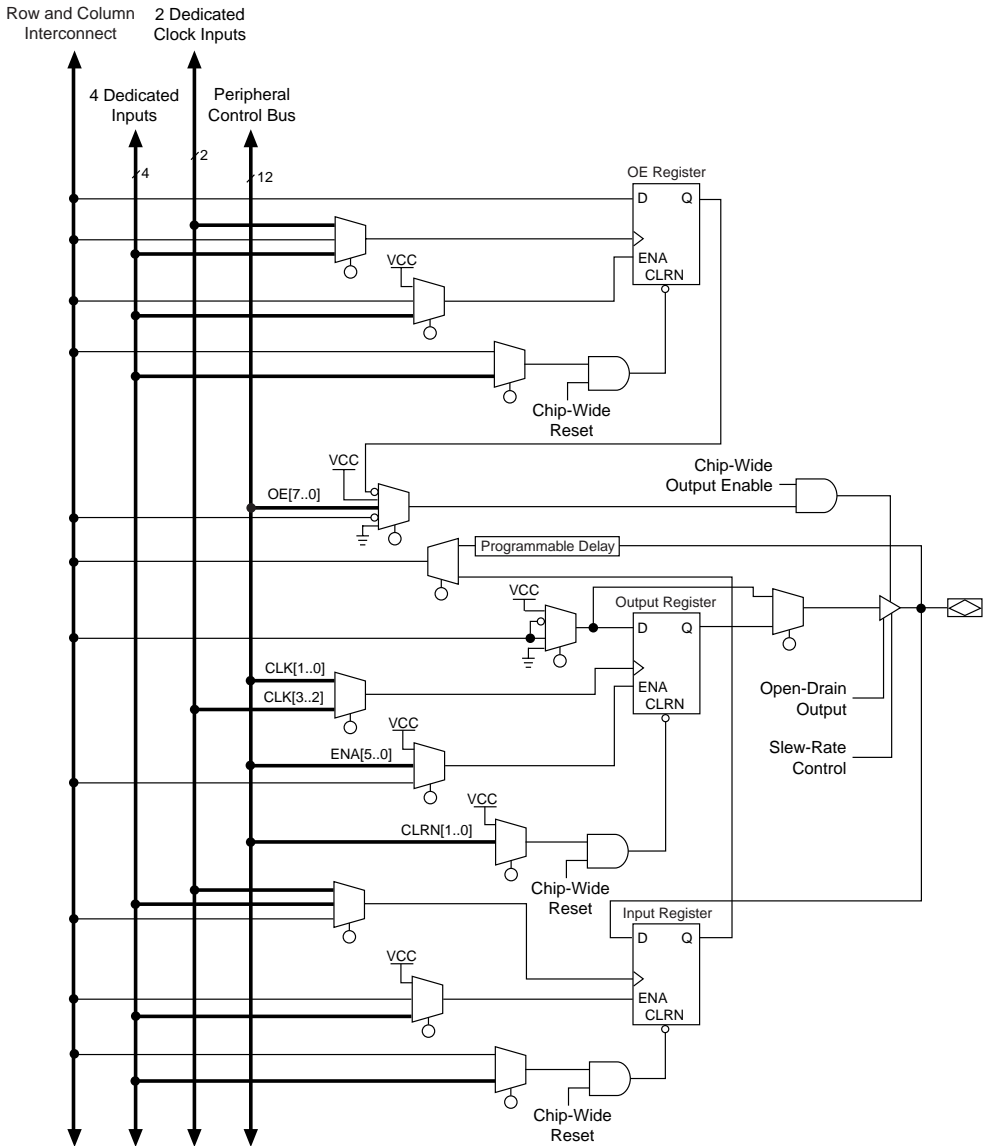 Row and Column
Interconnect
2 Dedicated
Clock Inputs
4 Dedicated
Inputs
Peripheral
Control Bus
2
4
12
OE Register
D Q
ENA
CLRN
VCC
Chip-Wide
Reset
VCC
OE[7..0]
Chip-Wide
Output Enable
Programmable Delay
VCC
Output Register
D Q
ENA
CLRN
CLK[1..0]
CLK[3..2]
Open-Drain
Output
VCC
ENA[5..0]
Slew-Rate
Control
VCC
CLRN[1..0]
Chip-Wide
Reset
Input Register
D Q
ENA
CLRN
VCC
Chip-Wide
Reset